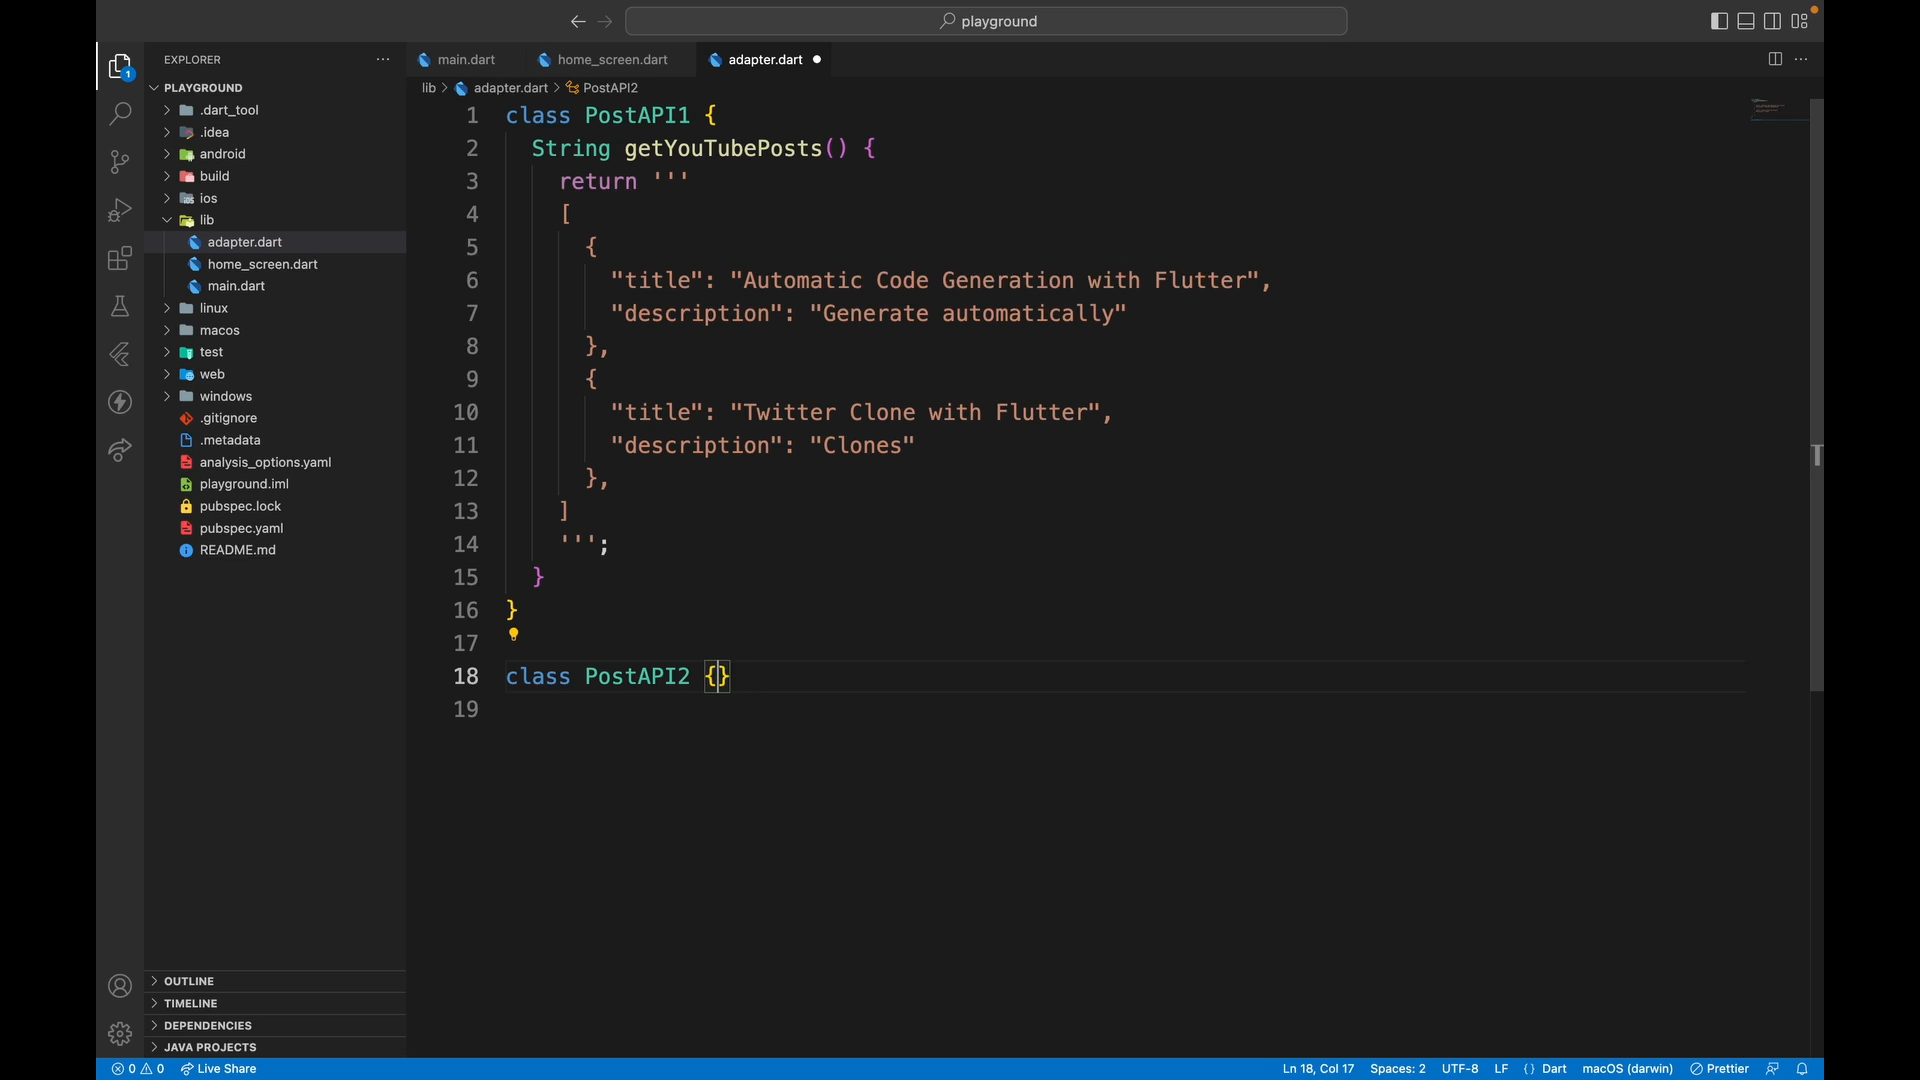 playground
EXPLORER
PLAYGROUND
.dart_tool
.idea
android
build
ios
lib
adapter.dart
home_screen.dart
main.dart
linux
macos
test
web
windows
.gitignore
.metadata
analysis_options.yaml
playground.iml
pubspec.lock
pubspec.yaml
README.md
OUTLINE
TIMELINE
DEPENDENCIES
JAVA PROJECTS
main.dart home_screen.dart adapter.dart
lib > adapter.dart > PostAPI2
1 class PostAPI1 {
2 String getYouTubePosts() {
3 return '''
4 [
5 {
6 "title": "Automatic Code Generation with Flutter",
7 "description": "Generate automatically"
8 },
9 {
10 "title": "Twitter Clone with Flutter",
11 "description": "Clones"
12 },
13 ]
14 ''';
15 }
16 }
17
18 class PostAPI2 {}
19
0 0 Live Share Ln 18, Col 17 Spaces: 2 UTF-8 LF {} Dart macOS (darwin) Prettier